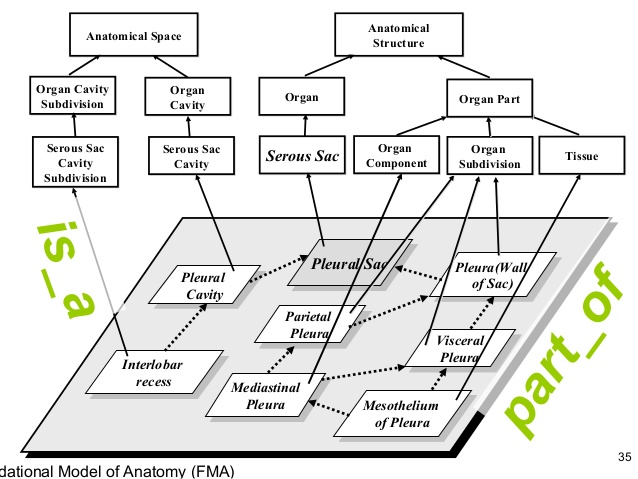 Anatomical Space
Anatomical
Structure
Organ Cavity
Subdivision
Organ
Cavity
Organ
Organ Part
Serous Sac
Cavity
Subdivision
Serous Sac
Cavity
Serous Sac
Organ
Component
Organ
Subdivision
Tissue
is_a
part_of
Pleural Sac
Pleura(Wall
of Sac)
Pleural
Cavity
Parietal
Pleura
Visceral
Pleura
Interlobar
recess
Mediastinal
Pleura
Mesothelium
of Pleura
35
dational Model of Anatomy (FMA)